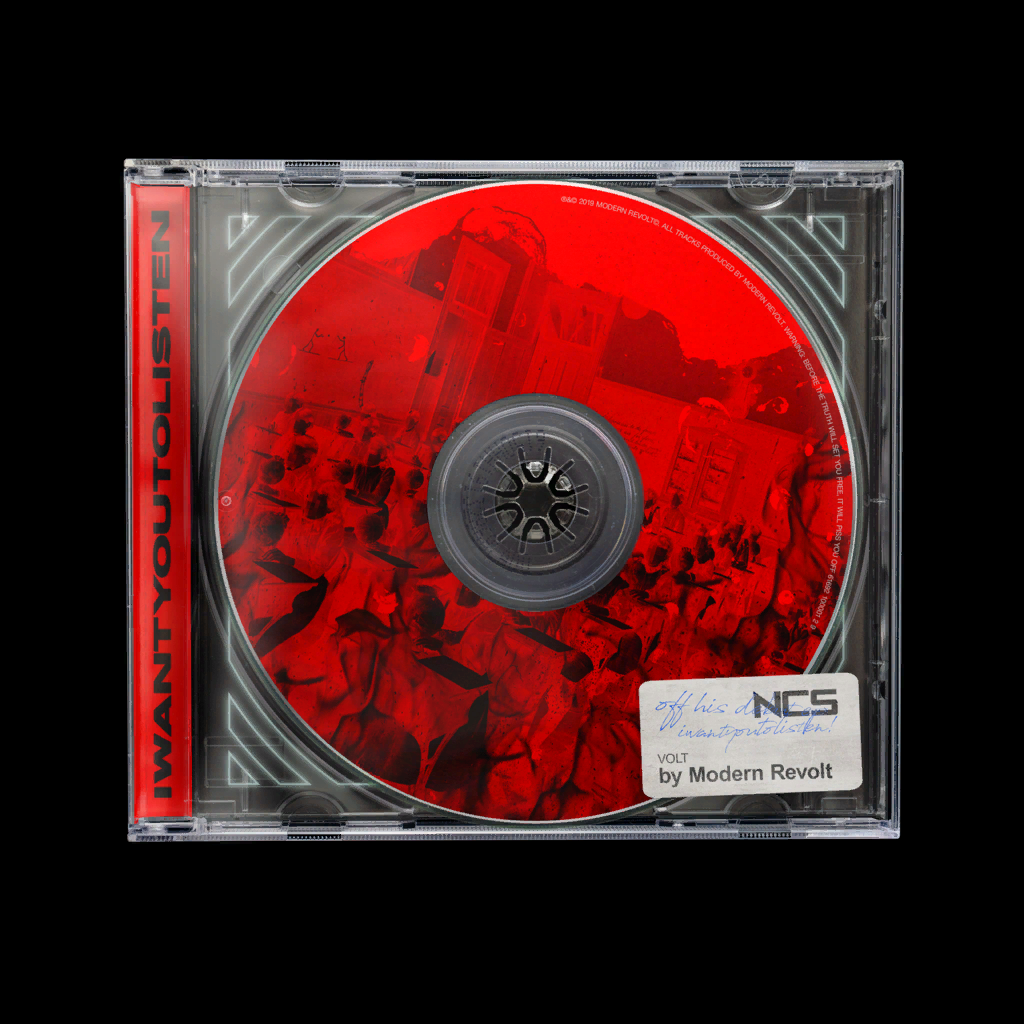 IWANTYOUTOLISTEN
℗&© 2019 MODERN REVOLT©. ALL TRACKS PRODUCED BY MODERN REVOLT. WARNING: BEFORE THE TRUTH WILL SET YOU FREE, IT WILL PISS YOU OFF
off his
NCS
iwantyoutolisten!
VOLT
by Modern Revolt